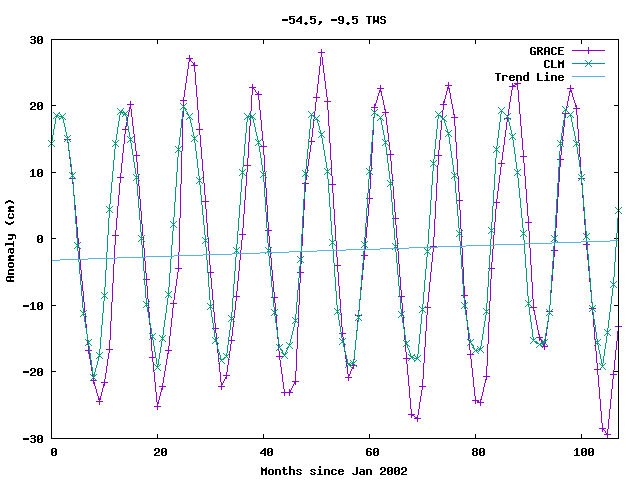 -54.5, -9.5 TWS
GRACE
CLM
Trend Line
30
20
10
0
-10
-20
-30
Anomaly (cm)
0 20 40 60 80 100
Months since Jan 2002